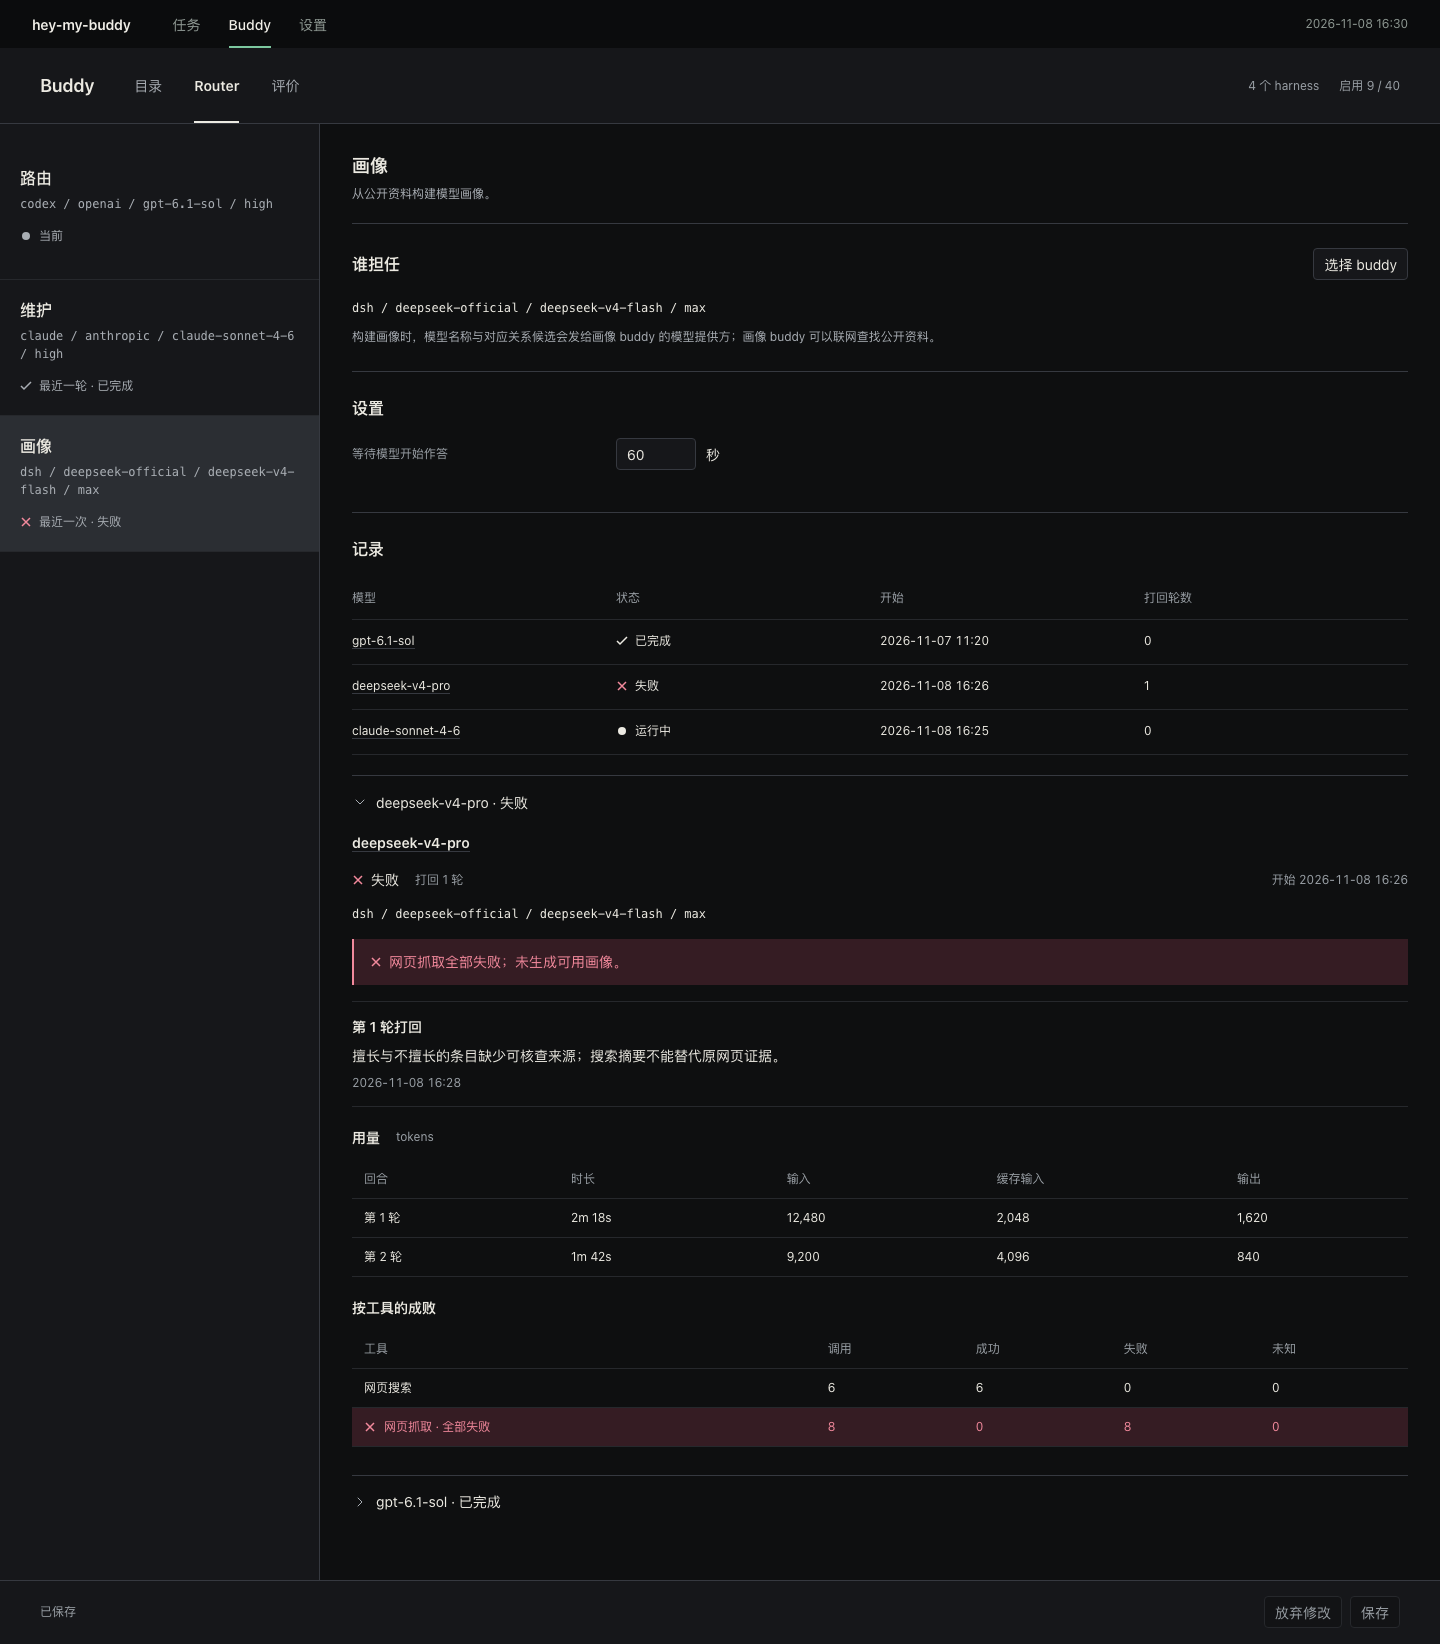 hey-my-buddy 任务 Buddy 设置 2026-11-08 16:30
Buddy 目录 Router 评价 4 个 harness 启用 9 / 40
路由
codex / openai / gpt-6.1-sol / high
当前
维护
claude / anthropic / claude-sonnet-4-6
/ high
最近一轮 · 已完成
画像
dsh / deepseek-official / deepseek-v4-
flash / max
最近一次 · 失败
画像
从公开资料构建模型画像。
谁担任 选择 buddy
dsh / deepseek-official / deepseek-v4-flash / max
构建画像时，模型名称与对应关系候选会发给画像 buddy 的模型提供方；画像 buddy 可以联网查找公开资料。
设置
等待模型开始作答 60 秒
记录
模型 状态 开始 打回轮数
gpt-6.1-sol 已完成 2026-11-07 11:20 0
deepseek-v4-pro 失败 2026-11-08 16:26 1
claude-sonnet-4-6 运行中 2026-11-08 16:25 0
deepseek-v4-pro · 失败
deepseek-v4-pro
失败 打回 1 轮 开始 2026-11-08 16:26
dsh / deepseek-official / deepseek-v4-flash / max
网页抓取全部失败；未生成可用画像。
第 1 轮打回
擅长与不擅长的条目缺少可核查来源；搜索摘要不能替代原网页证据。
2026-11-08 16:28
用量 tokens
回合 时长 输入 缓存输入 输出
第 1 轮 2m 18s 12,480 2,048 1,620
第 2 轮 1m 42s 9,200 4,096 840
按工具的成败
工具 调用 成功 失败 未知
网页搜索 6 6 0 0
网页抓取 · 全部失败 8 0 8 0
gpt-6.1-sol · 已完成
已保存 放弃修改 保存